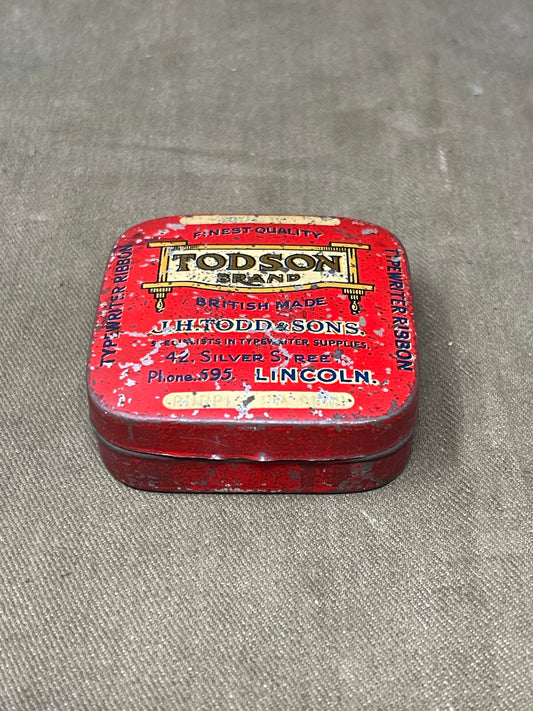 FINEST QUALITY
TODSON
BRAND
BRITISH MADE
J.H. TODD & SONS.
SPECIALISTS IN TYPEWRITER SUPPLIES,
42, SILVER STREET
Phone. 595. LINCOLN.
TYPEWRITER RIBBON
TYPEWRITER RIBBON